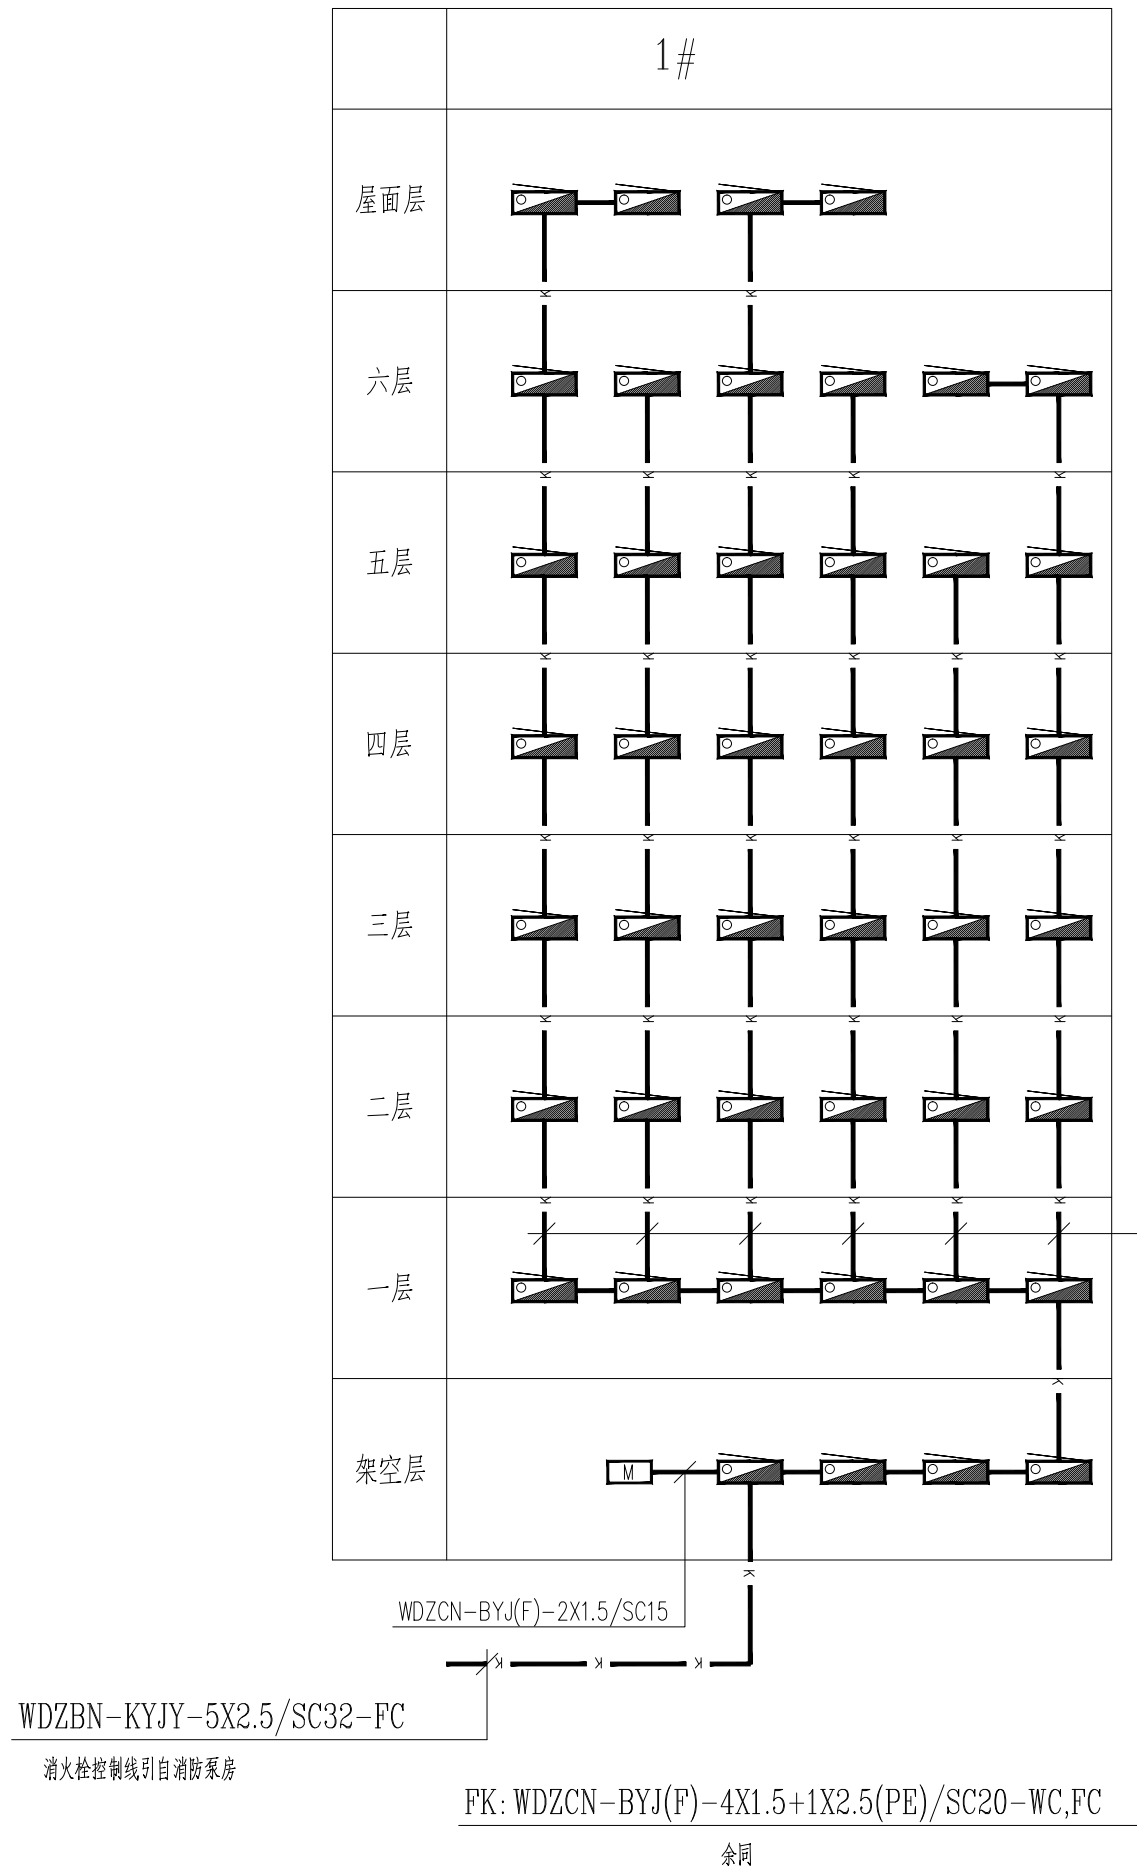 1#
屋面层
K K
六层
K K K K K
五层
K K K K K K
四层
K K K K K K
三层
K K K K K K
二层
K K K K K K
一层
K
架空层
M
K
WDZCN-BYJ(F)-2X1.5/SC15
K K K
WDZBN-KYJY-5X2.5/SC32-FC
消火栓控制线引自消防泵房
FK: WDZCN-BYJ(F)-4X1.5+1X2.5(PE)/SC20-WC,FC
余同